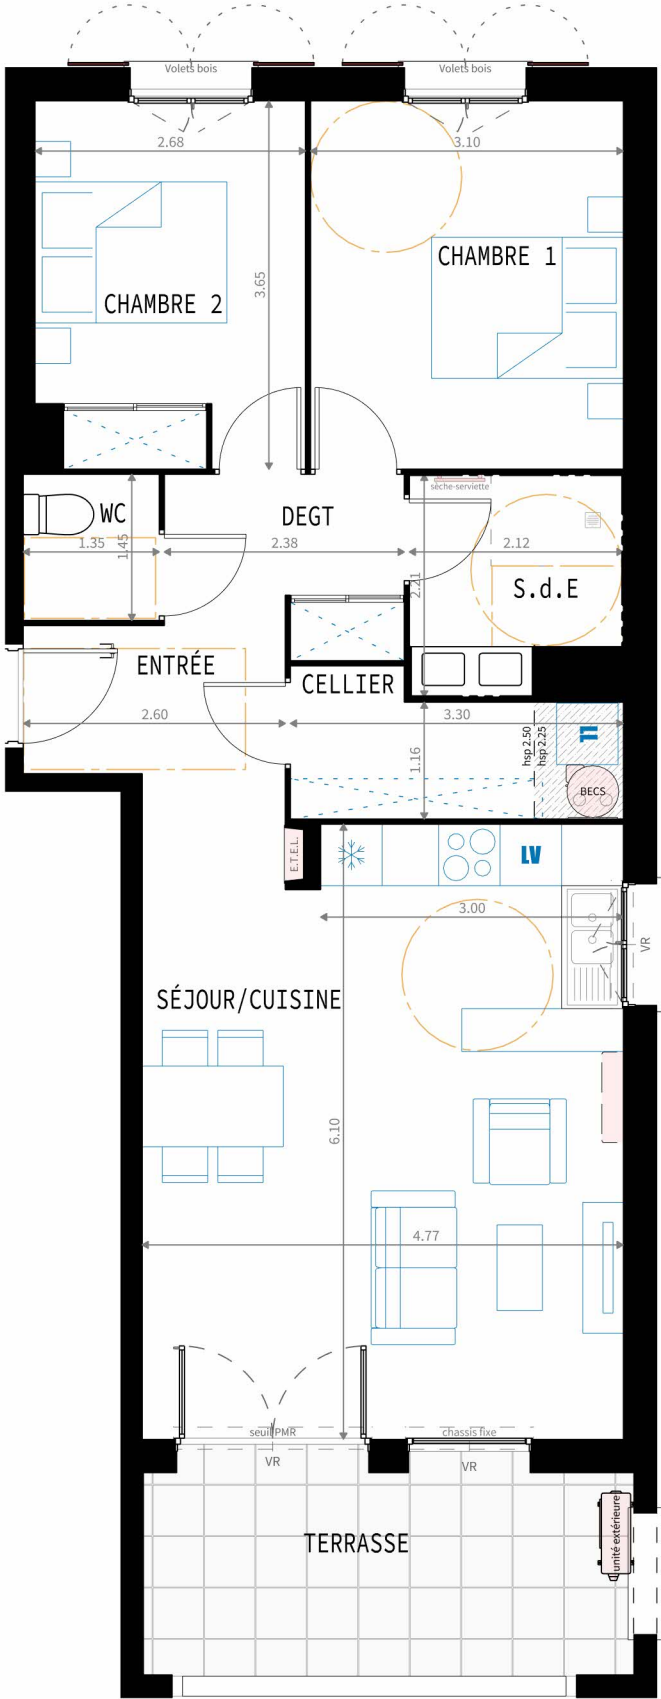 Volets bois
Volets bois
2.68
3.10
CHAMBRE 1
3.65
CHAMBRE 2
sèche-serviette
WC
DEGT
1.35
1.45
2.38
2.12
2.21
S.d.E
ENTRÉE
CELLIER
2.60
3.30
1.16
hsp 2.50
hsp 2.25
LL
BECS
E.T.E.L.
LV
3.00
VR
SÉJOUR/CUISINE
6.10
4.77
seuil PMR
chassis fixe
VR
VR
TERRASSE
unité extérieure